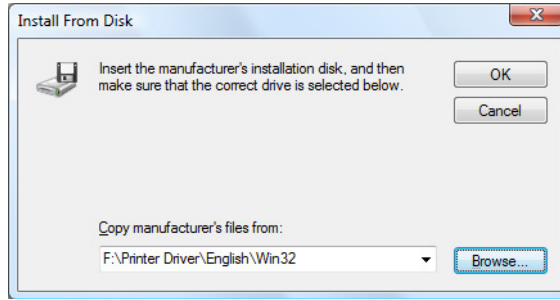 Install From Disk
Insert the manufacturer's installation disk, and then
make sure that the correct drive is selected below.
OK
Cancel
Copy manufacturer's files from:
F:\Printer Driver\English\Win32
Browse...